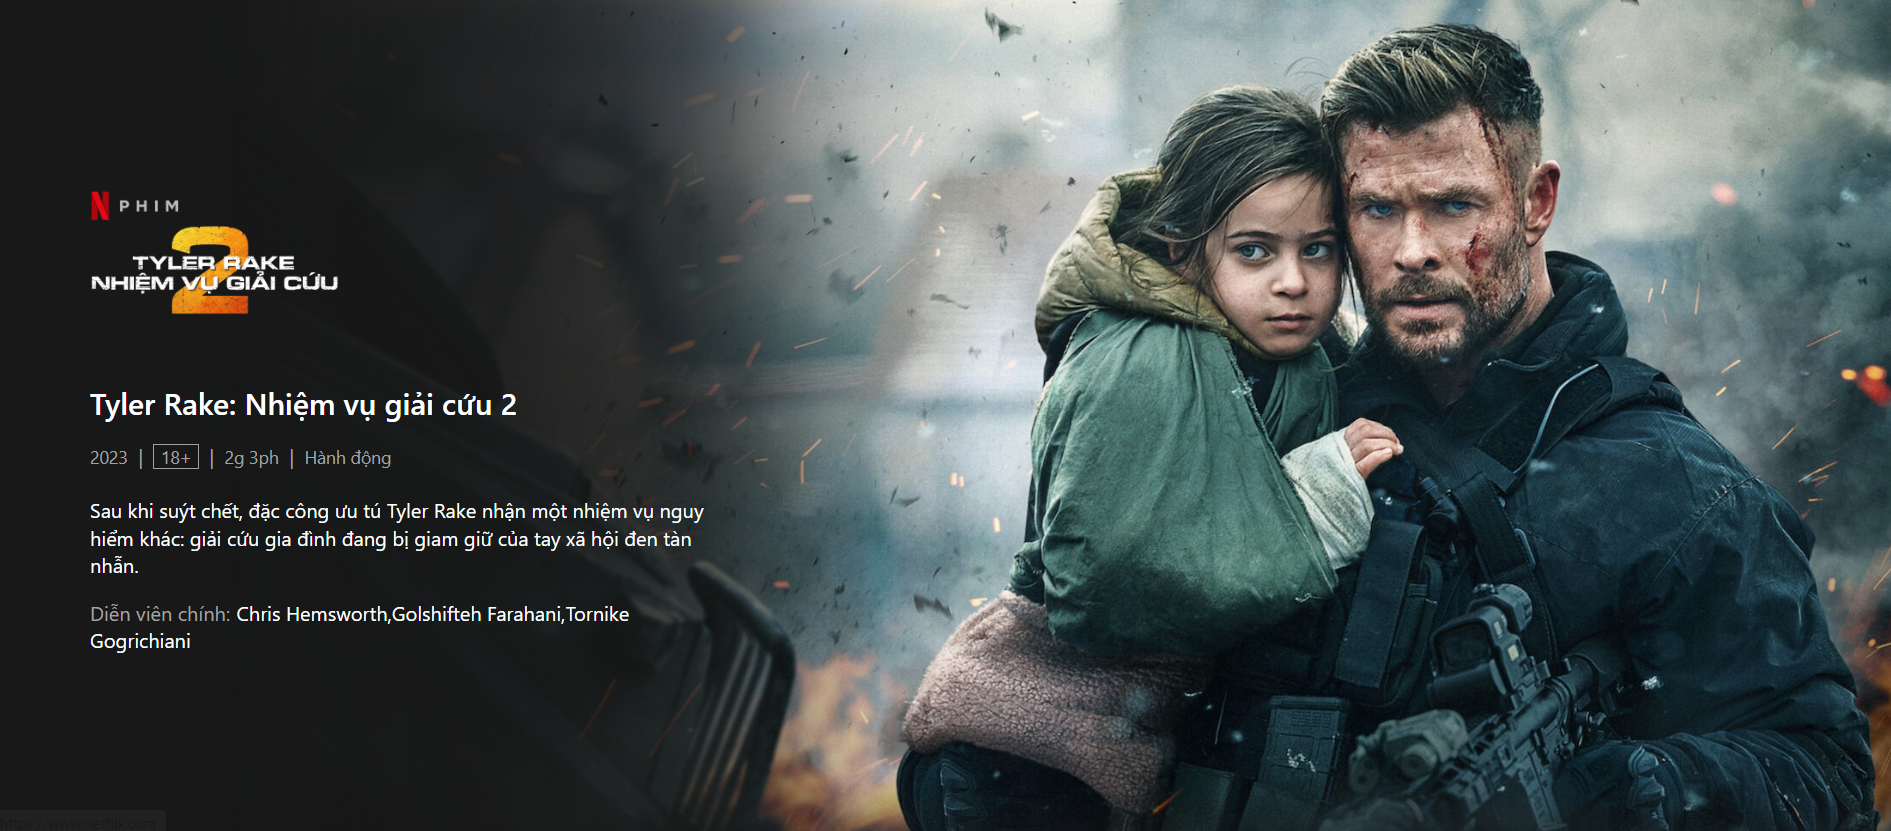 N PHIM
2
TYLER RAKE
NHIỆM VỤ GIẢI CỨU
Tyler Rake: Nhiệm vụ giải cứu 2
2023 | 18+ | 2g 3ph | Hành động
Sau khi suýt chết, đặc công ưu tú Tyler Rake nhận một nhiệm vụ nguy
hiểm khác: giải cứu gia đình đang bị giam giữ của tay xã hội đen tàn
nhẫn.
Diễn viên chính: Chris Hemsworth,Golshifteh Farahani,Tornike
Gogrichiani
https://www.netflix.com